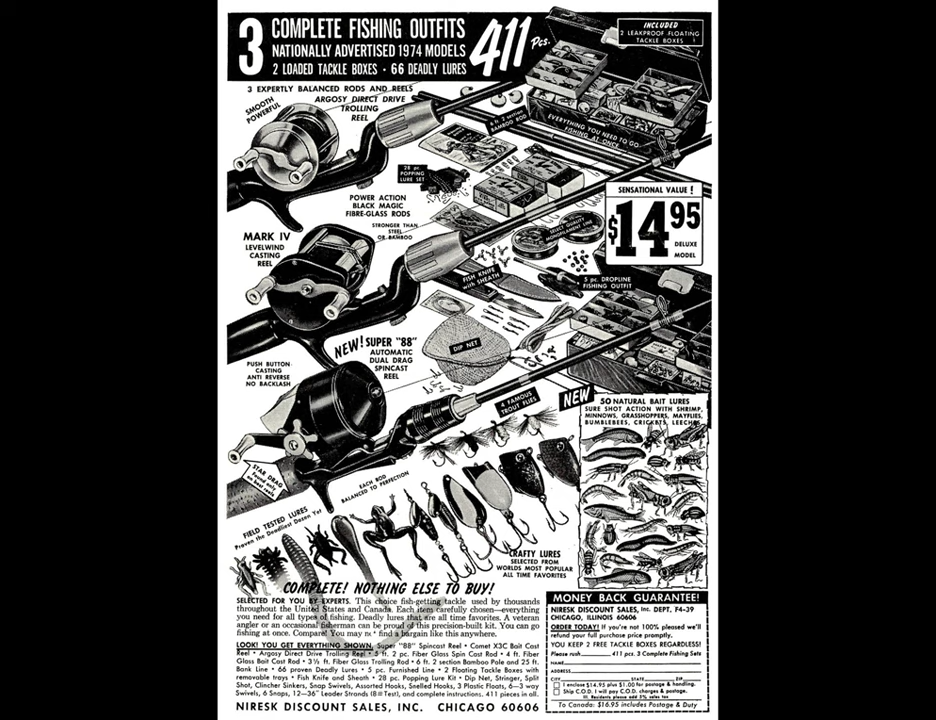 3 COMPLETE FISHING OUTFITS
NATIONALLY ADVERTISED 1974 MODELS
2 LOADED TACKLE BOXES · 66 DEADLY LURES
411 Pcs.
INCLUDED
2 LEAKPROOF FLOATING
TACKLE BOXES
3 EXPERTLY BALANCED RODS AND REELS
SMOOTH
POWERFUL
ARGOSY DIRECT DRIVE
TROLLING
REEL
6 ft. 2 section
BAMBOO ROD
EVERYTHING YOU NEED TO GO
FISHING AT ONCE
28 pc.
POPPING
LURE SET
POWER ACTION
BLACK MAGIC
FIBRE-GLASS RODS
STRONGER THAN
STEEL
OR BAMBOO
SELECT QUALITY
MONOFILAMENT LINE
SENSATIONAL VALUE!
$14.95
DELUXE
MODEL
MARK IV
LEVELWIND
CASTING
REEL
FISH KNIFE
with SHEATH
5 pc. DROPLINE
FISHING OUTFIT
DIP NET
NEW! SUPER "88"
AUTOMATIC
DUAL DRAG
SPINCAST
REEL
PUSH BUTTON
CASTING
ANTI REVERSE
NO BACKLASH
4 FAMOUS
TROUT FLIES
NEW
50 NATURAL BAIT LURES
SURE SHOT ACTION WITH SHRIMP,
MINNOWS, GRASSHOPPERS, MAYFLIES,
BUMBLEBEES, CRICKETS, LEECHES
STAR DRAG
Found only
on best reels
EACH ROD
BALANCED TO PERFECTION
FIELD TESTED LURES
Proven the Deadliest Dozen Yet
CRAFTY LURES
SELECTED FROM
WORLDS MOST POPULAR
ALL TIME FAVORITES
COMPLETE! NOTHING ELSE TO BUY!
SELECTED FOR YOU BY EXPERTS. This choice fish-getting tackle used by thousands
throughout the United States and Canada. Each item carefully chosen—everything
you need for all types of fishing. Deadly lures that are all time favorites. A veteran
angler or an occasional fisherman can be proud of this precision-built kit. You can go
fishing at once. Compare! You may not find a bargain like this anywhere.
LOOK! YOU GET EVERYTHING SHOWN, Super "88" Spincast Reel • Comet X3C Bait Cast
Reel • Argosy Direct Drive Trolling Reel • 5 ft. 2 pc. Fiber Glass Spin Cast Rod • 4 ft. Fiber
Glass Bait Cast Rod • 3½ ft. Fiber Glass Trolling Rod • 6 ft. 2 section Bamboo Pole and 25 ft.
Bank Line • 66 proven Deadly Lures • 5 pc. Furnished Line • 2 Floating Tackle Boxes with
removable trays • Fish Knife and Sheath • 28 pc. Popping Lure Kit • Dip Net, Stringer, Split
Shot, Clincher Sinkers, Snap Swivels, Assorted Hooks, Snelled Hooks, 3 Plastic Floats, 6—3 way
Swivels, 6 Snaps, 12—36" Leader Strands (8# Test), and complete instructions. 411 pieces in all.
NIRESK DISCOUNT SALES, INC. CHICAGO 60606
MONEY BACK GUARANTEE!
NIRESK DISCOUNT SALES, Inc. DEPT. F4-39
CHICAGO, ILLINOIS 60606
ORDER TODAY! If you're not 100% pleased we'll
refund your full purchase price promptly.
YOU KEEP 2 FREE TACKLE BOXES REGARDLESS!
Please rush 411 pcs. 3 Complete Fishing Sets
NAME
ADDRESS
CITY STATE ZIP
I enclose $14.95 plus $1.00 for postage & handling.
Ship C.O.D. I will pay C.O.D. charges & postage.
Ill. Residents please add 5% sales tax
To Canada: $16.95 includes Postage & Duty